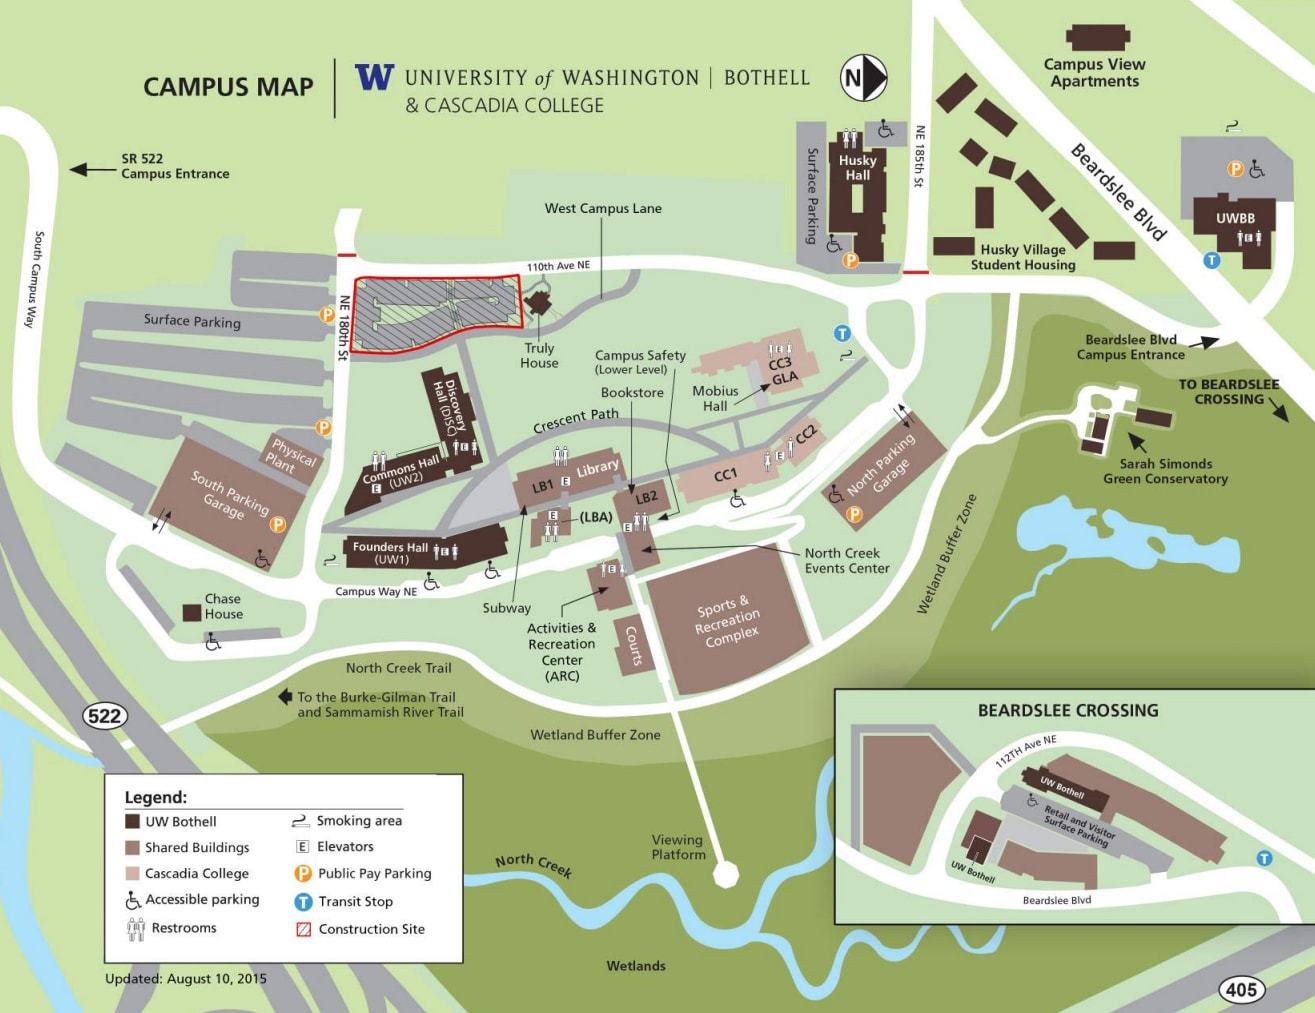 CAMPUS MAP
W UNIVERSITY of WASHINGTON | BOTHELL
& CASCADIA COLLEGE
N
Campus View
Apartments
SR 522
Campus Entrance
South Campus Way
NE 185th St
Surface Parking
Husky
Hall
P
Beardslee Blvd
P
UWBB
E
T
Husky Village
Student Housing
West Campus Lane
110th Ave NE
NE 180th St
Surface Parking
P
P
Truly
House
T
Beardslee Blvd
Campus Entrance
TO BEARDSLEE
CROSSING
Campus Safety
(Lower Level)
Bookstore
Mobius
Hall
E
CC3
GLA
Discovery
Hall (DISC)
E
Crescent Path
Commons Hall
(UW2)
E
Physical
Plant
South Parking
Garage
P
Library
LB1
E
LB2
E
E
(LBA)
CC1
E
CC2
North Parking
Garage
P
Sarah Simonds
Green Conservatory
Founders Hall
(UW1)
E
Campus Way NE
Chase
House
Subway
E
Activities &
Recreation
Center
(ARC)
Courts
Sports &
Recreation
Complex
North Creek
Events Center
Wetland Buffer Zone
North Creek Trail
To the Burke-Gilman Trail
and Sammamish River Trail
522
Wetland Buffer Zone
Viewing
Platform
North Creek
Wetlands
BEARDSLEE CROSSING
112TH Ave NE
UW Bothell
Retail and Visitor
Surface Parking
UW Bothell
Beardslee Blvd
T
405
Legend:
UW Bothell
Shared Buildings
Cascadia College
Accessible parking
Restrooms
Smoking area
E Elevators
P Public Pay Parking
T Transit Stop
Construction Site
Updated: August 10, 2015